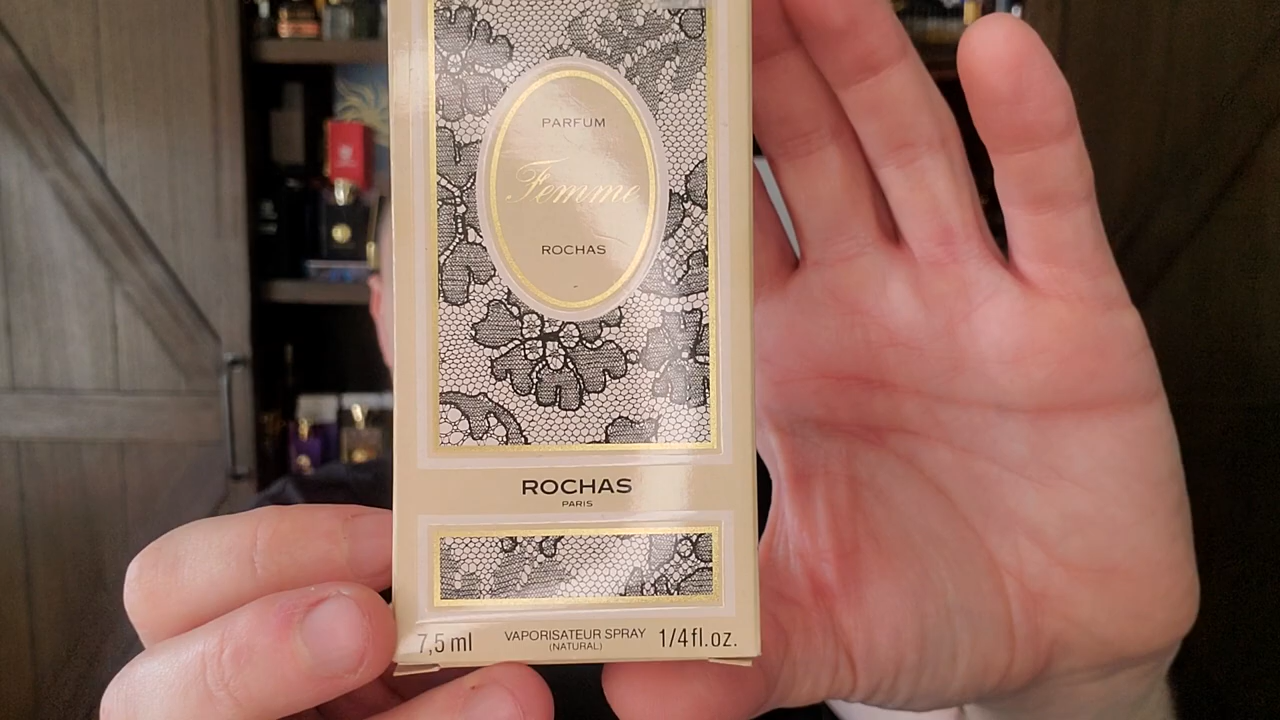 PARFUM
Femme
ROCHAS
ROCHAS
PARIS
7,5 ml VAPORISATEUR SPRAY 1/4 fl.oz.
(NATURAL)